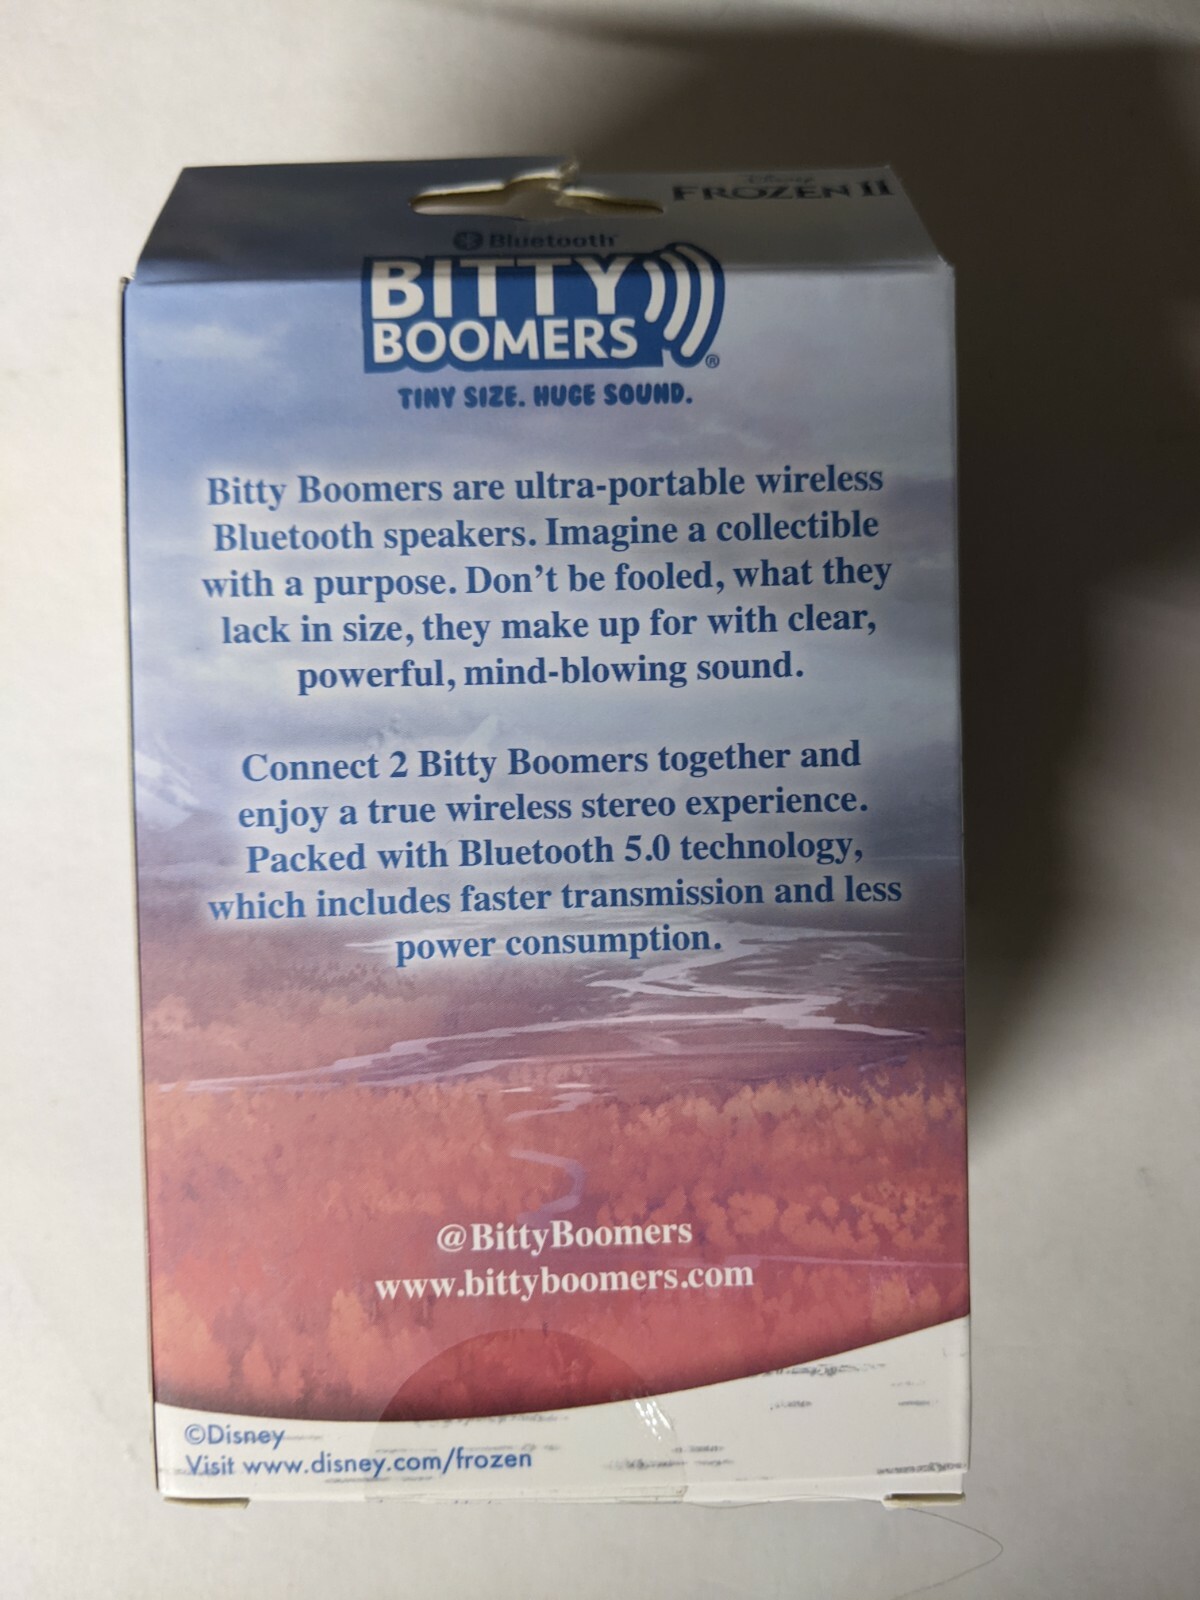 Disney
FROZEN II
Bluetooth
BITTY
BOOMERS
®
TINY SIZE. HUGE SOUND.
Bitty Boomers are ultra-portable wireless
Bluetooth speakers. Imagine a collectible
with a purpose. Don't be fooled, what they
lack in size, they make up for with clear,
powerful, mind-blowing sound.
Connect 2 Bitty Boomers together and
enjoy a true wireless stereo experience.
Packed with Bluetooth 5.0 technology,
which includes faster transmission and less
power consumption.
@BittyBoomers
www.bittyboomers.com
©Disney
Visit www.disney.com/frozen